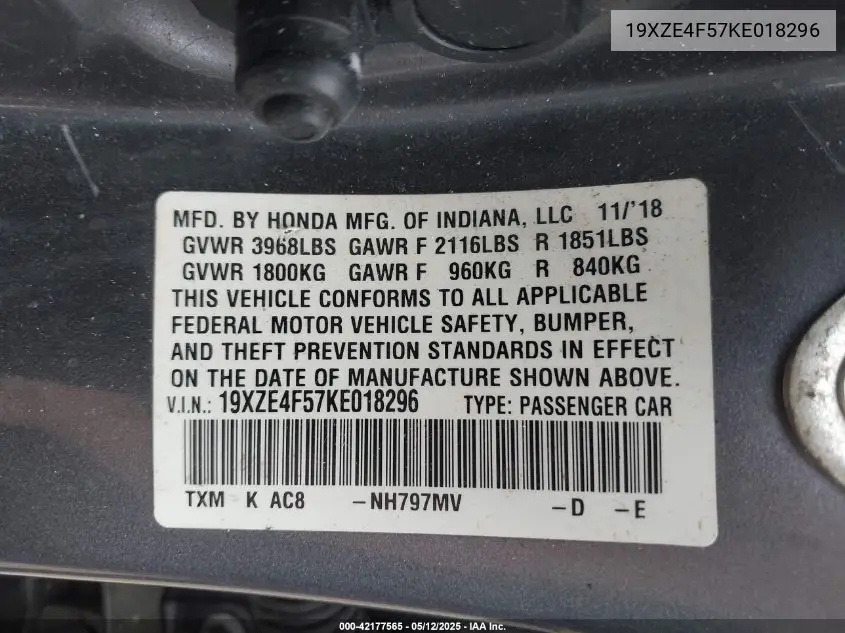 19XZE4F57KE018296
MFD. BY HONDA MFG. OF INDIANA, LLC 11/'18
GVWR 3968LBS GAWR F 2116LBS R 1851LBS
GVWR 1800KG GAWR F 960KG R 840KG
THIS VEHICLE CONFORMS TO ALL APPLICABLE
FEDERAL MOTOR VEHICLE SAFETY, BUMPER,
AND THEFT PREVENTION STANDARDS IN EFFECT
ON THE DATE OF MANUFACTURE SHOWN ABOVE.
V.I.N.: 19XZE4F57KE018296 TYPE: PASSENGER CAR
TXM K AC8 –NH797MV –D –E
000-42177565 - 05/12/2025 - IAA Inc.